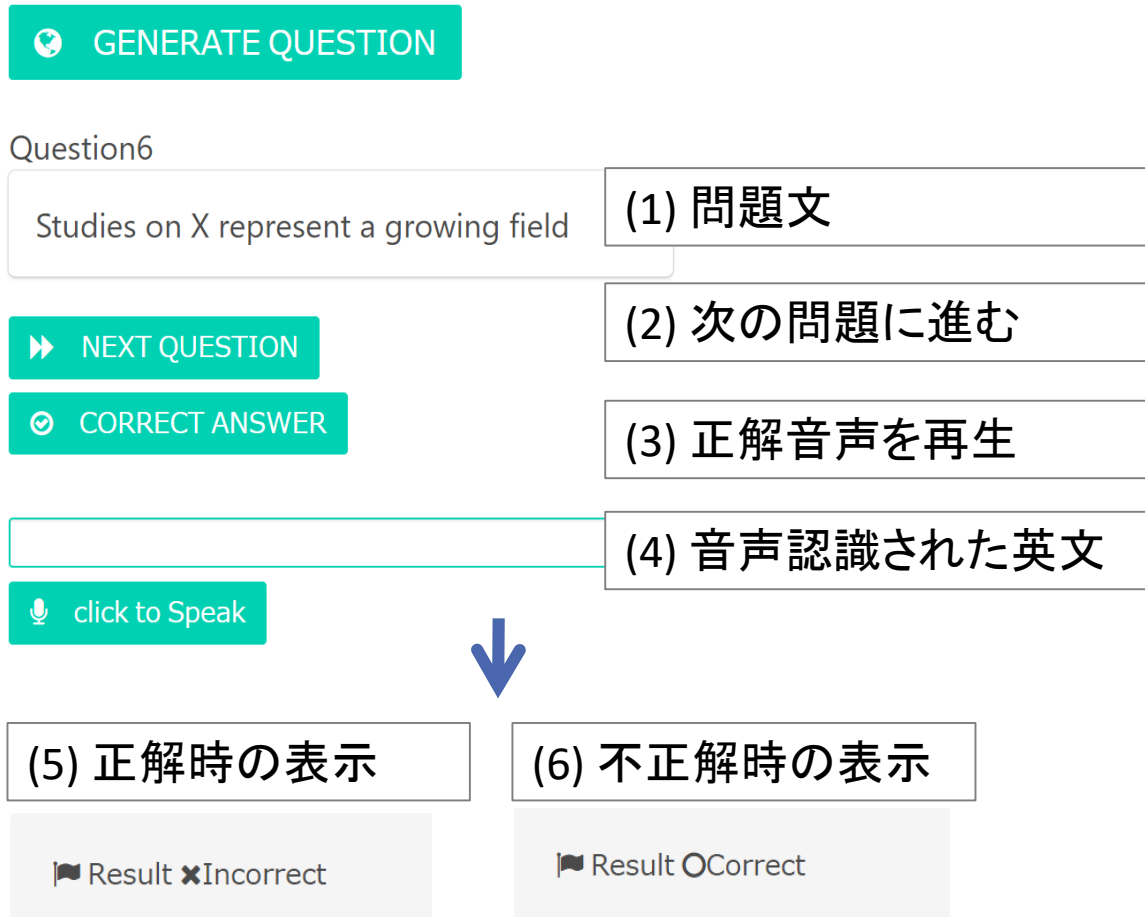 GENERATE QUESTION
Question6
Studies on X represent a growing field
(1) 問題文
(2) 次の問題に進む
NEXT QUESTION
CORRECT ANSWER
(3) 正解音声を再生
(4) 音声認識された英文
click to Speak
(5) 正解時の表示
(6) 不正解時の表示
Result ✖Incorrect
Result OCorrect